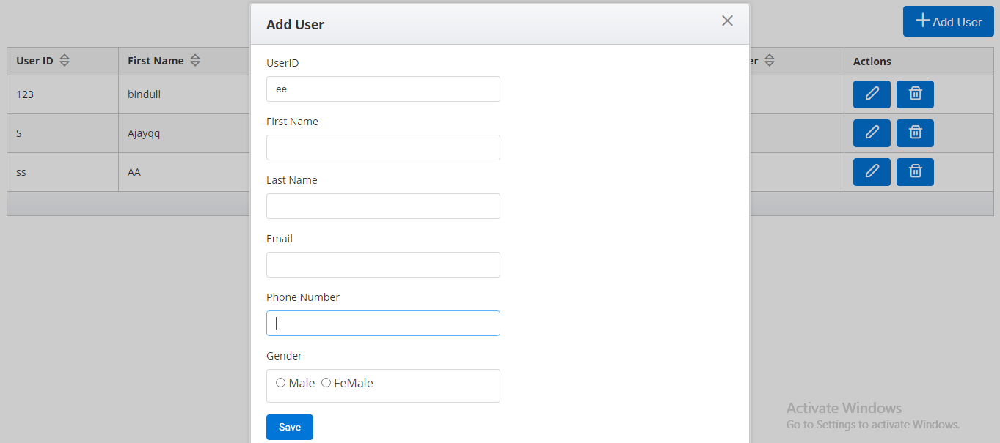 Add User
Add User
User ID
First Name
er
Actions
123
bindull
S
Ajayqq
ss
AA
UserID
ee
First Name
Last Name
Email
Phone Number
Gender
Male FeMale
Save
Activate Windows
Go to Settings to activate Windows.